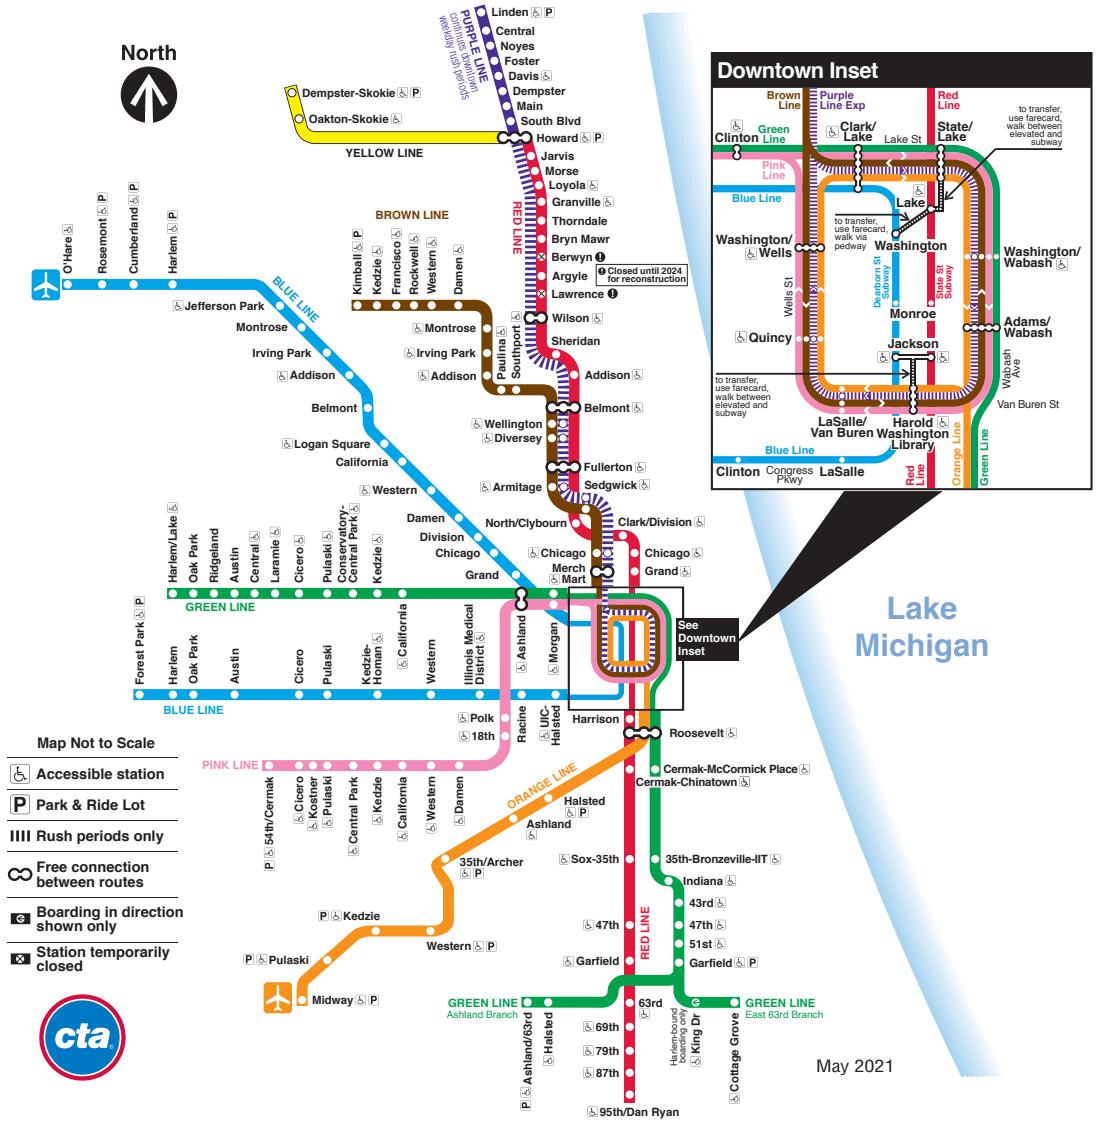 North
Linden P
Central
Noyes
Foster
Davis
Dempster
Main
South Blvd
PURPLE LINE
continues downtown
weekday rush periods
Dempster-Skokie P
Oakton-Skokie
YELLOW LINE
Howard P
Jarvis
Morse
Loyola
Granville
Thorndale
Bryn Mawr
Berwyn !
Argyle
! Closed until 2024
for reconstruction
Lawrence !
Wilson
Sheridan
Addison
Belmont
Fullerton
RED LINE
BROWN LINE
Kimball P
Kedzie
Francisco
Rockwell
Western
Damen
Montrose
Irving Park
Addison
Paulina
Southport
Wellington
Diversey
Armitage
Sedgwick
North/Clybourn
Clark/Division
Chicago
Chicago
Merch
Mart
Grand
O'Hare
Rosemont P
Cumberland P
Harlem P
BLUE LINE
Jefferson Park
Montrose
Irving Park
Addison
Belmont
Logan Square
California
Western
Damen
Division
Chicago
Grand
Harlem/Lake
Oak Park
Ridgeland
Austin
Central
Laramie
Cicero
Pulaski
Conservatory-
Central Park
Kedzie
California
Ashland
Morgan
GREEN LINE
Forest Park P
Harlem
Oak Park
Austin
Cicero
Pulaski
Kedzie-
Homan
Western
Illinois Medical
District
Racine
UIC-
Halsted
BLUE LINE
Polk
18th
PINK LINE
P 54th/Cermak
Cicero
Kostner
Pulaski
Central Park
Kedzie
California
Western
Damen
See
Downtown
Inset
Harrison
Roosevelt
Cermak-McCormick Place
Cermak-Chinatown
ORANGE LINE
Halsted
P
Ashland
35th/Archer
P
Western P
P Kedzie
P Pulaski
Midway P
Sox-35th
35th-Bronzeville-IIT
Indiana
43rd
47th
47th
51st
Garfield
Garfield P
RED LINE
GREEN LINE
Ashland Branch
63rd
GREEN LINE
East 63rd Branch
P Ashland/63rd
Halsted
69th
79th
87th
95th/Dan Ryan
Harlem-bound
boarding only
King Dr
Cottage Grove
Downtown Inset
Brown
Line
Purple
Line Exp
Red
Line
to transfer,
use farecard,
walk between
elevated and
subway
Clinton
Green
Line
Clark/
Lake
Lake St
State/
Lake
Pink
Line
Blue Line
Lake
to transfer,
use farecard,
walk via
pedway
Washington
Washington/
Wells
Washington/
Wabash
Wells St
Dearborn St
Subway
State St
Subway
Monroe
Adams/
Wabash
Quincy
Jackson
Wabash
Ave
to transfer,
use farecard,
walk between
elevated and
subway
Van Buren St
LaSalle/
Van Buren
Harold
Washington
Library
Blue Line
Clinton
Congress
Pkwy
LaSalle
Red
Line
Orange Line
Green Line
Lake
Michigan
Map Not to Scale
Accessible station
P Park & Ride Lot
Rush periods only
Free connection
between routes
Boarding in direction
shown only
Station temporarily
closed
cta
May 2021